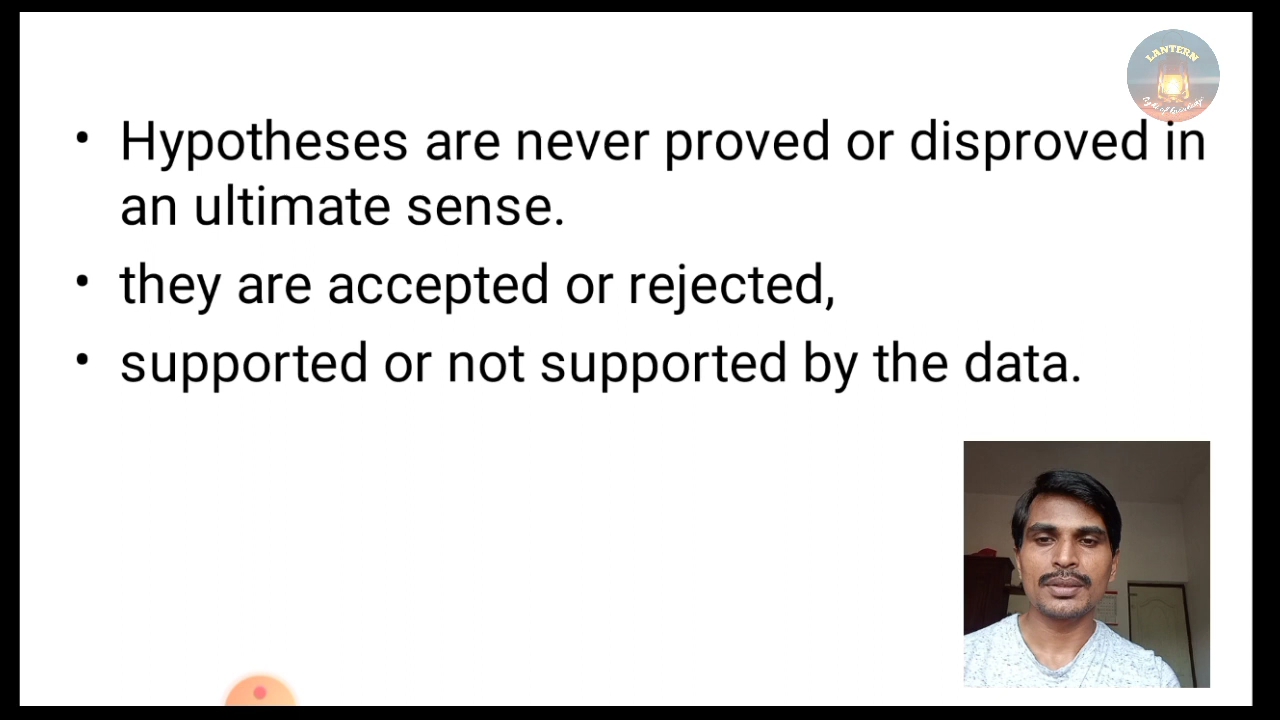 LANTERN
• Hypotheses are never proved or disproved in
an ultimate sense.
• they are accepted or rejected,
• supported or not supported by the data.